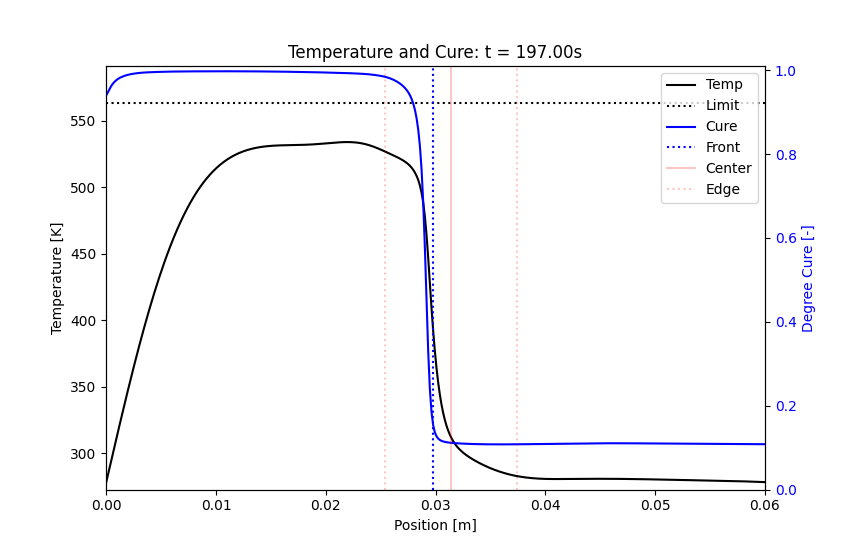 Temperature and Cure: t = 197.00s
Temp
Limit
Cure
Front
Center
Edge
Temperature [K]
550
500
450
400
350
300
1.0
0.8
0.6
0.4
0.2
0.0
Degree Cure [-]
0.00
0.01
0.02
0.03
0.04
0.05
0.06
Position [m]